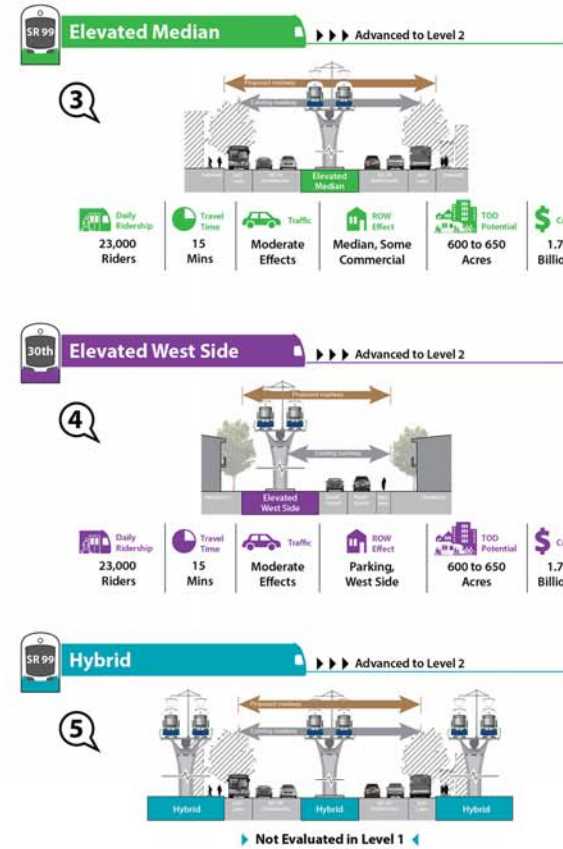 SR 99
Elevated Median
Advanced to Level 2
3
Proposed roadway
Existing roadway
Elevated
Median
Daily
Ridership
23,000
Riders
Travel
Time
15
Mins
Traffic
Moderate
Effects
ROW
Effect
Median, Some
Commercial
TOD
Potential
600 to 650
Acres
$
1.7
30th
Elevated West Side
Advanced to Level 2
4
Proposed roadway
Existing roadway
Elevated
West Side
Daily
Ridership
23,000
Riders
Travel
Time
15
Mins
Traffic
Moderate
Effects
ROW
Effect
Parking,
West Side
TOD
Potential
600 to 650
Acres
$
1.7
SR 99
Hybrid
Advanced to Level 2
5
Proposed roadway
Existing roadway
Hybrid
Hybrid
Hybrid
Not Evaluated in Level 1